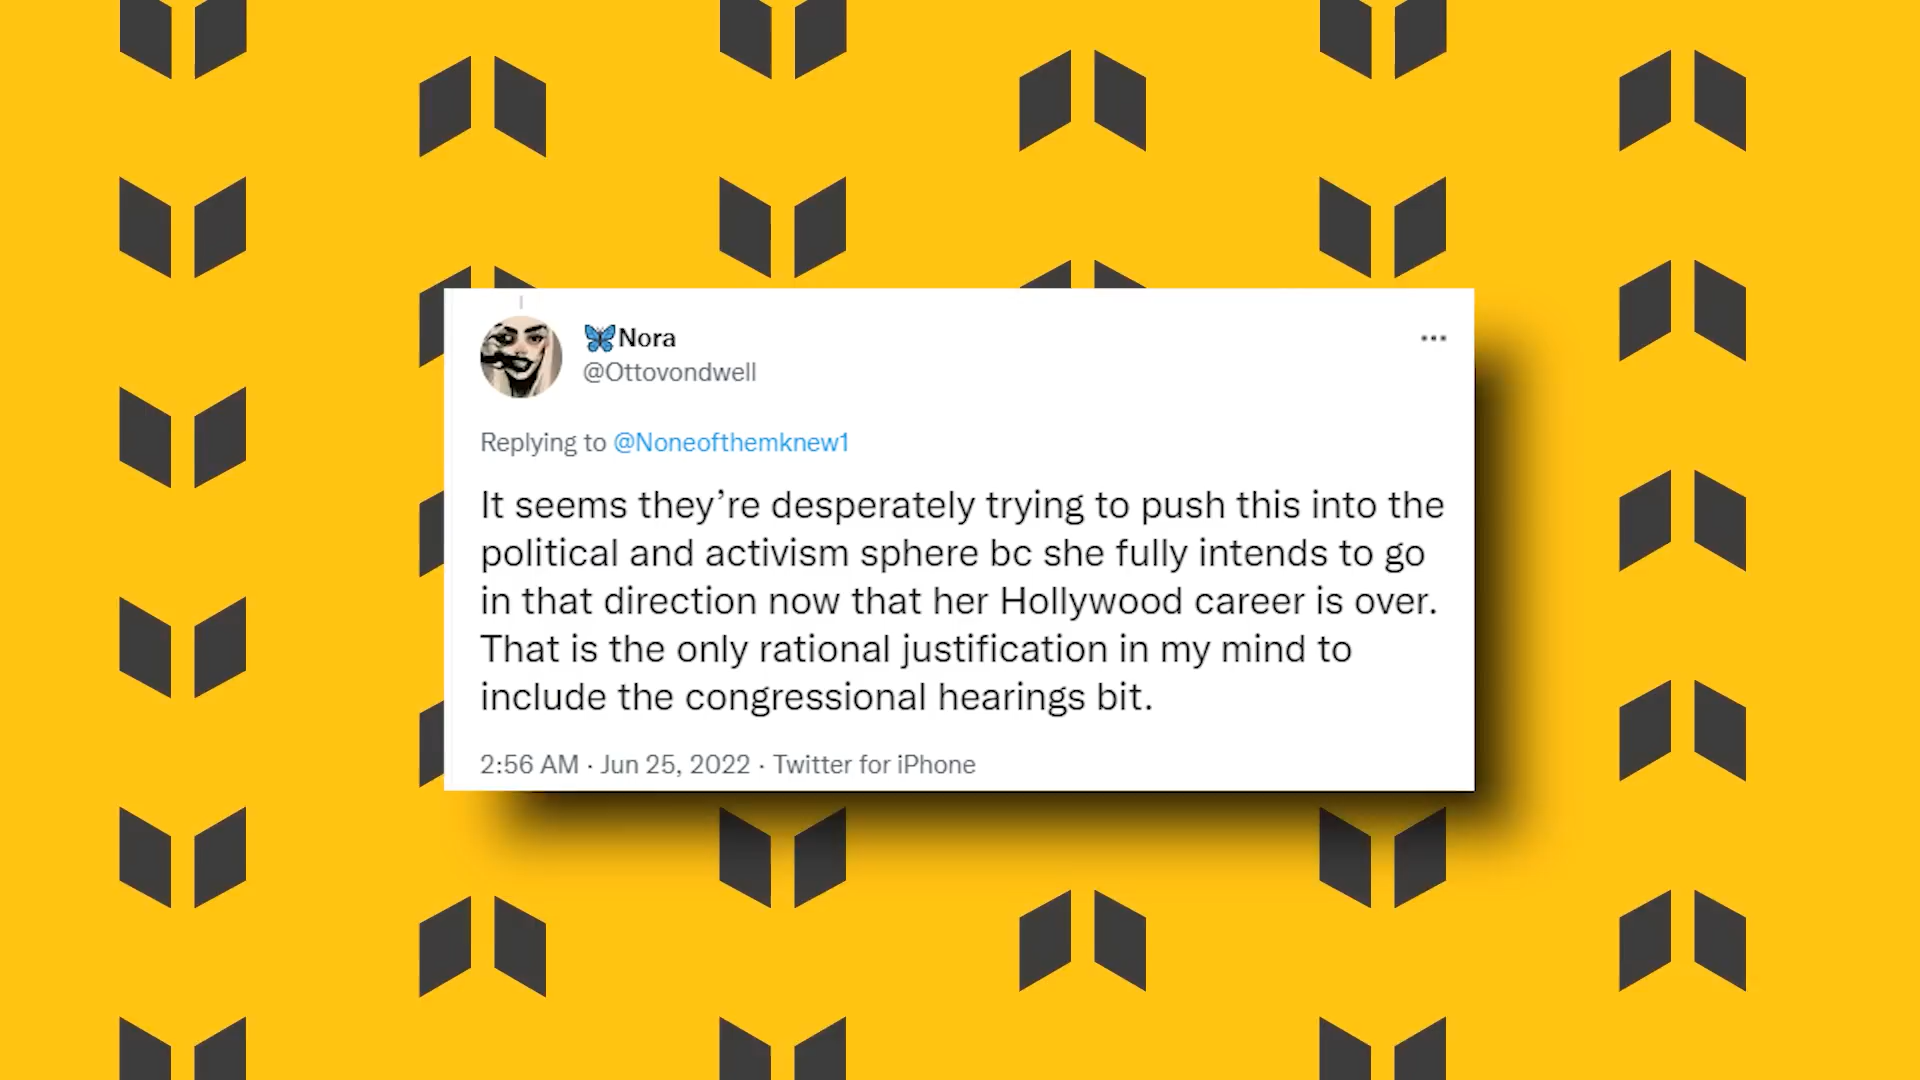 🦋Nora
@Ottovondwell
Replying to @Noneofthemknew1
It seems they’re desperately trying to push this into the
political and activism sphere bc she fully intends to go
in that direction now that her Hollywood career is over.
That is the only rational justification in my mind to
include the congressional hearings bit.
2:56 AM · Jun 25, 2022 · Twitter for iPhone